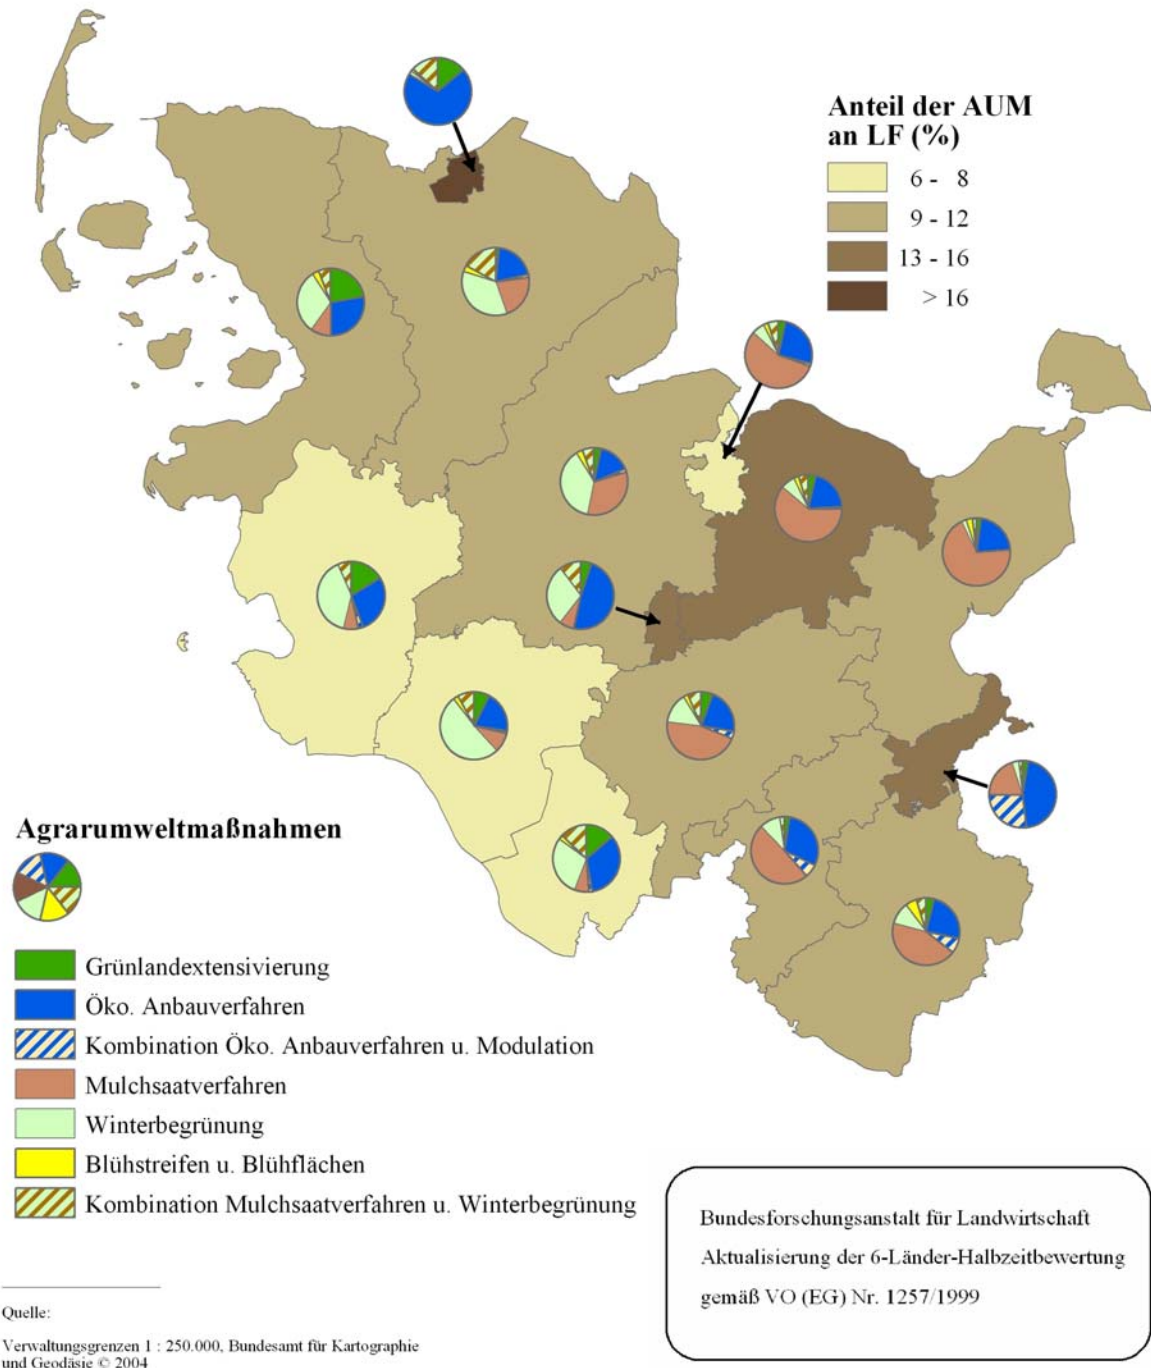 Anteil der AUM
an LF (%)
6 - 8
9 - 12
13 - 16
> 16
Agrarumweltmaßnahmen
Grünlandextensivierung
Öko. Anbauverfahren
Kombination Öko. Anbauverfahren u. Modulation
Mulchsaatverfahren
Winterbegrünung
Blühstreifen u. Blühflächen
Kombination Mulchsaatverfahren u. Winterbegrünung
Bundesforschungsanstalt für Landwirtschaft
Aktualisierung der 6-Länder-Halbzeitbewertung
gemäß VO (EG) Nr. 1257/1999
Quelle:
Verwaltungsgrenzen 1 : 250.000, Bundesamt für Kartographie
und Geodäsie © 2004